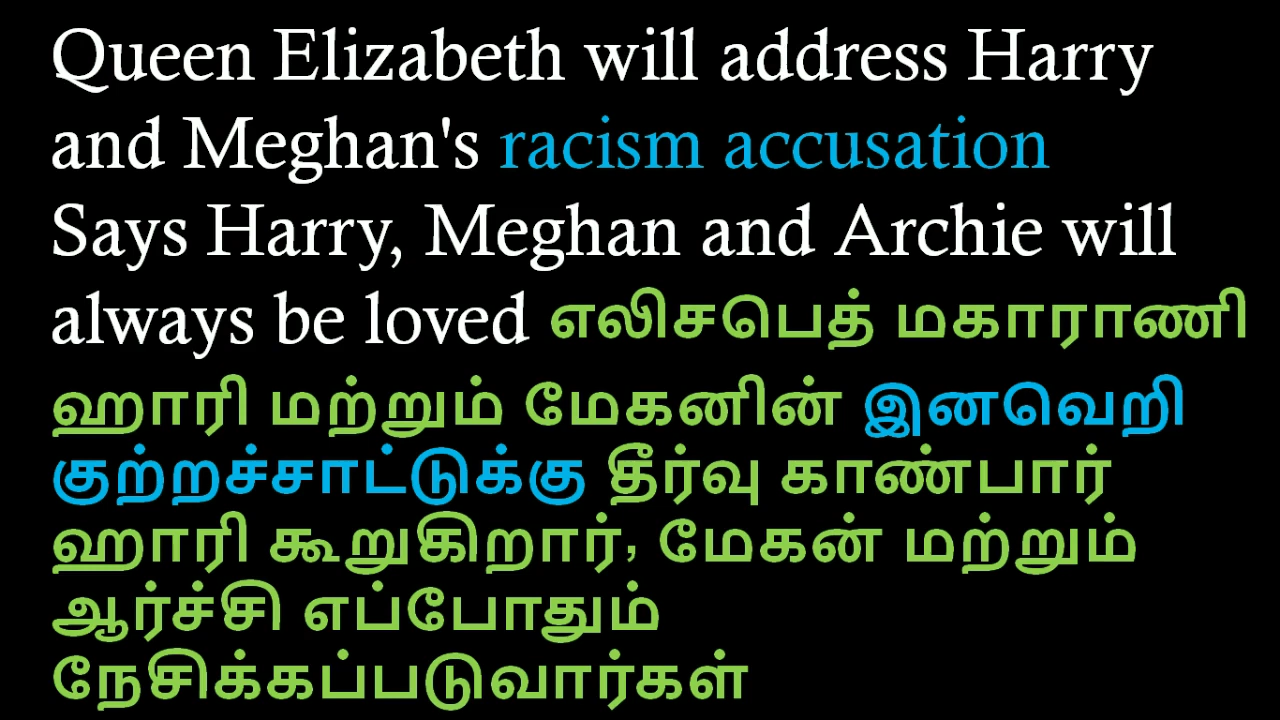 Queen Elizabeth will address Harry
and Meghan's racism accusation
Says Harry, Meghan and Archie will
always be loved எலிசபெத் மகாராணி
ஹாரி மற்றும் மேகனின் இனவெறி
குற்றச்சாட்டுக்கு தீர்வு காண்பார்
ஹாரி கூறுகிறார், மேகன் மற்றும்
ஆர்ச்சி எப்போதும்
நேசிக்கப்படுவார்கள்